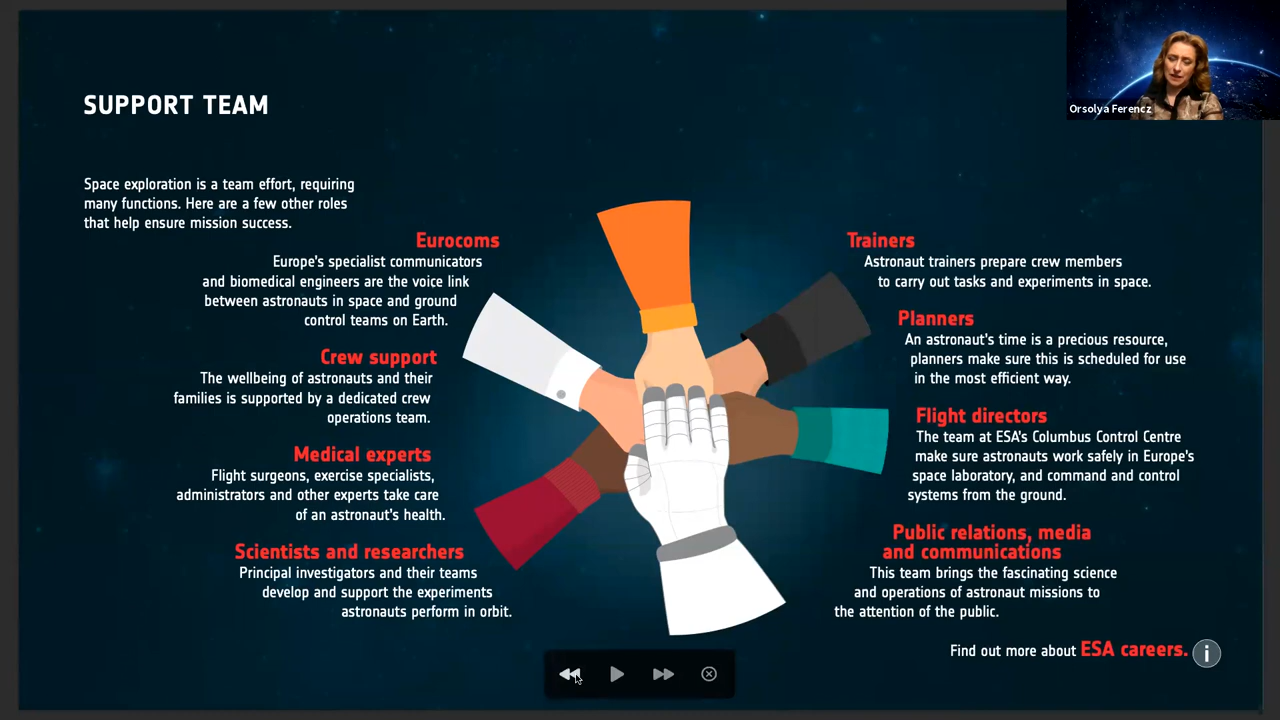 Orsolya Ferencz
SUPPORT TEAM
Space exploration is a team effort, requiring
many functions. Here are a few other roles
that help ensure mission success.
Eurocoms
Europe's specialist communicators
and biomedical engineers are the voice link
between astronauts in space and ground
control teams on Earth.
Crew support
The wellbeing of astronauts and their
families is supported by a dedicated crew
operations team.
Medical experts
Flight surgeons, exercise specialists,
administrators and other experts take care
of an astronaut's health.
Scientists and researchers
Principal investigators and their teams
develop and support the experiments
astronauts perform in orbit.
Trainers
Astronaut trainers prepare crew members
to carry out tasks and experiments in space.
Planners
An astronaut's time is a precious resource,
planners make sure this is scheduled for use
in the most efficient way.
Flight directors
The team at ESA's Columbus Control Centre
make sure astronauts work safely in Europe's
space laboratory, and command and control
systems from the ground.
Public relations, media
and communications
This team brings the fascinating science
and operations of astronaut missions to
the attention of the public.
Find out more about ESA careers. i